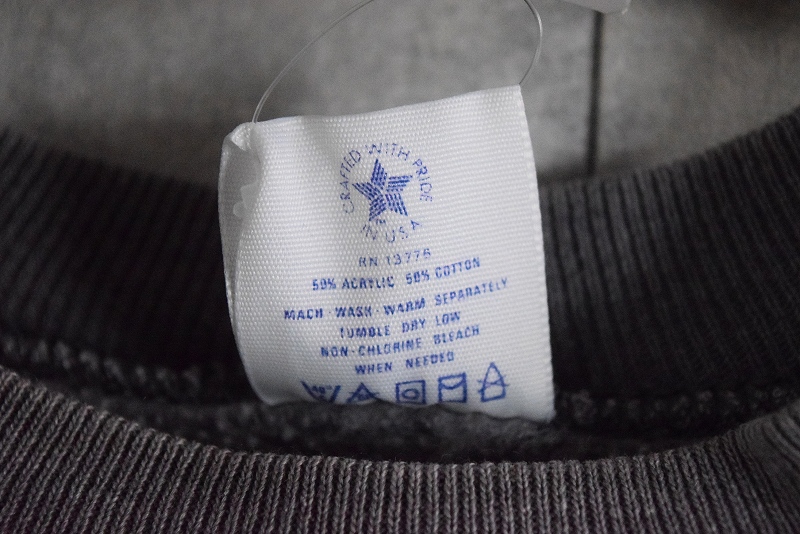 CRAFTED WITH PRIDE
IN USA
RN 13776
50% ACRYLIC 50% COTTON
MACH·WASH·WARM SEPARATELY
TUMBLE DRY LOW
NON-CHLORINE BLEACH
WHEN NEEDED